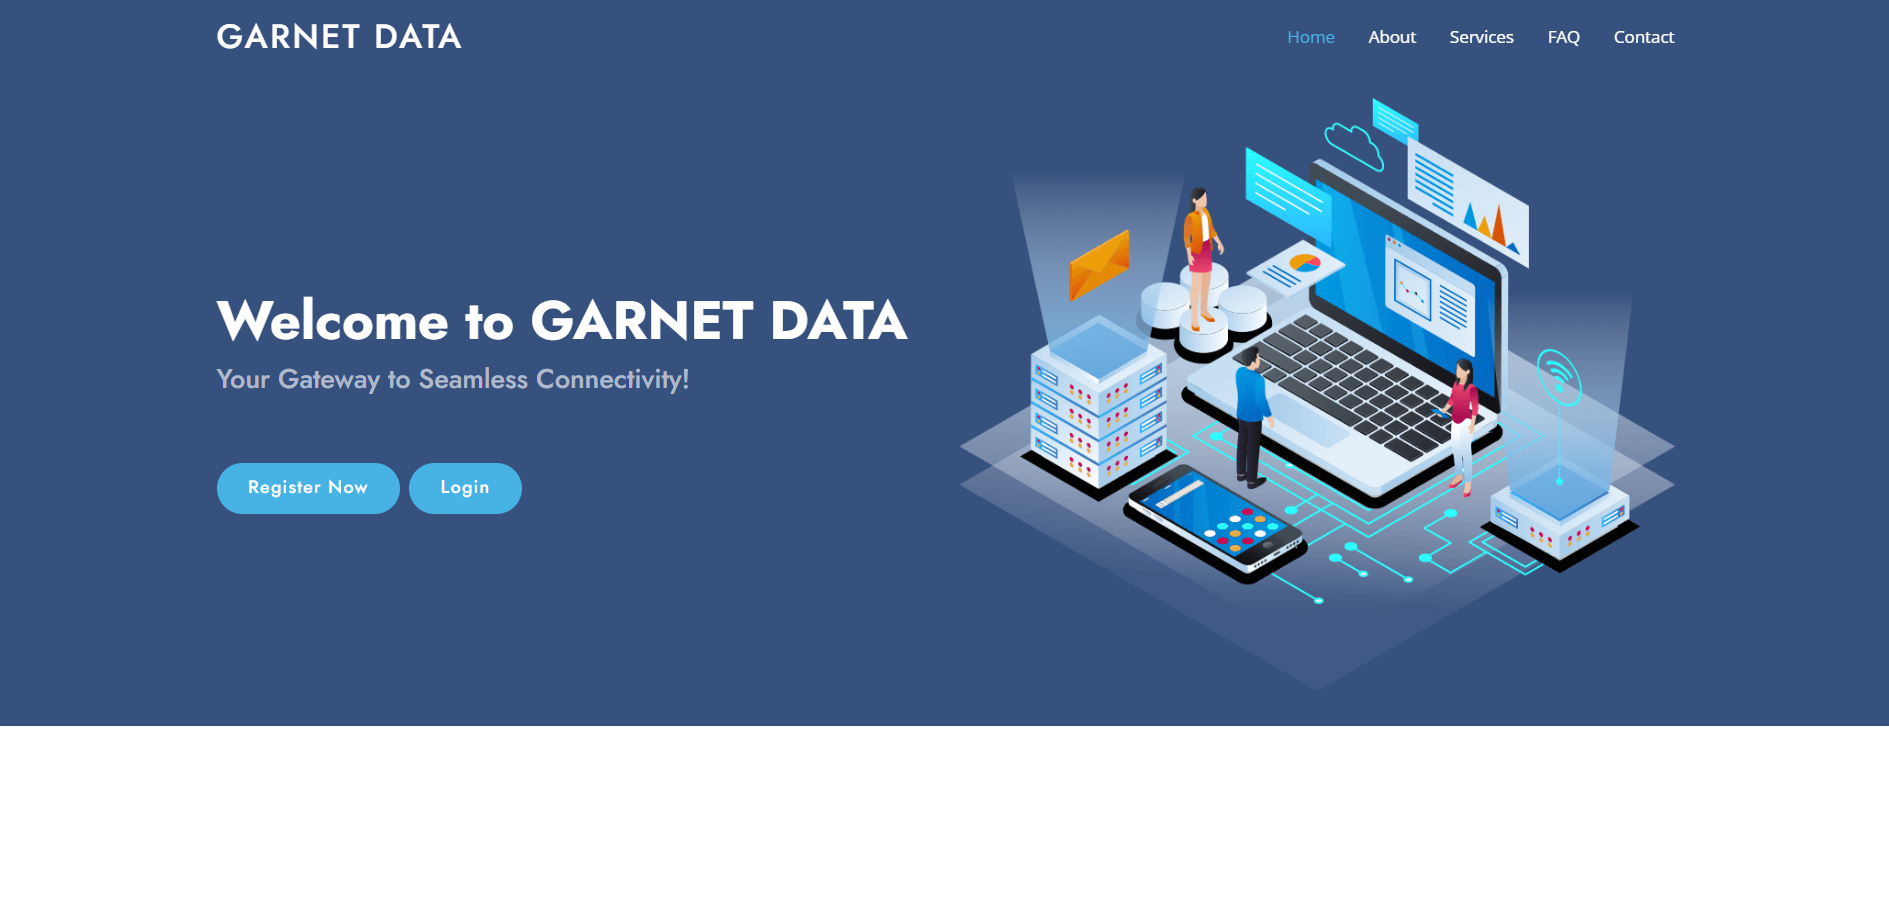 GARNET DATA
Home
About
Services
FAQ
Contact
Welcome to GARNET DATA
Your Gateway to Seamless Connectivity!
Register Now
Login